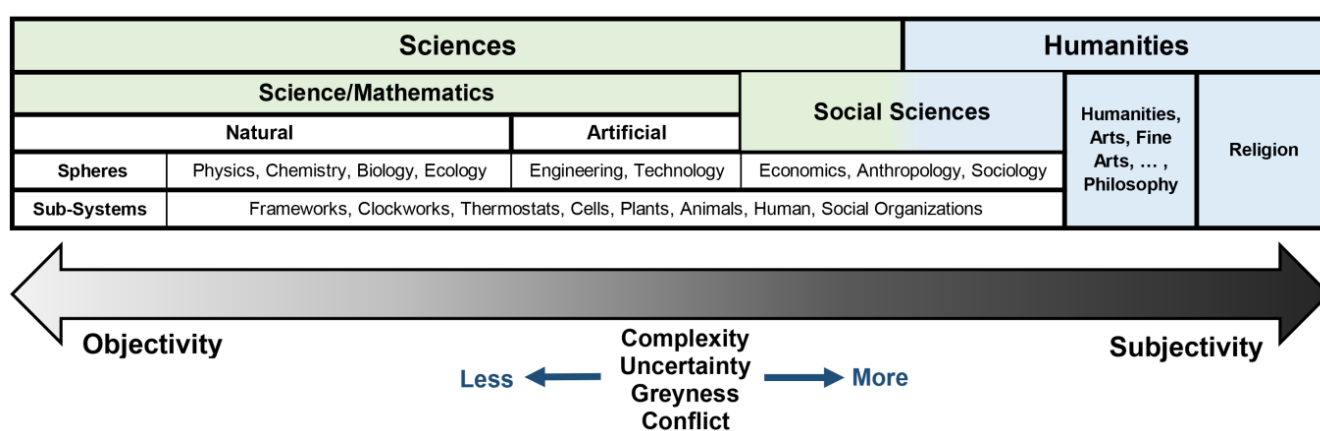 Sciences
Humanities
Science/Mathematics
Social Sciences
Humanities,
Arts, Fine
Arts, ... ,
Philosophy
Religion
Natural
Artificial
Spheres
Physics, Chemistry, Biology, Ecology
Engineering, Technology
Economics, Anthropology, Sociology
Sub-Systems
Frameworks, Clockworks, Thermostats, Cells, Plants, Animals, Human, Social Organizations
Objectivity
Subjectivity
Complexity
Uncertainty
Greyness
Conflict
Less
More